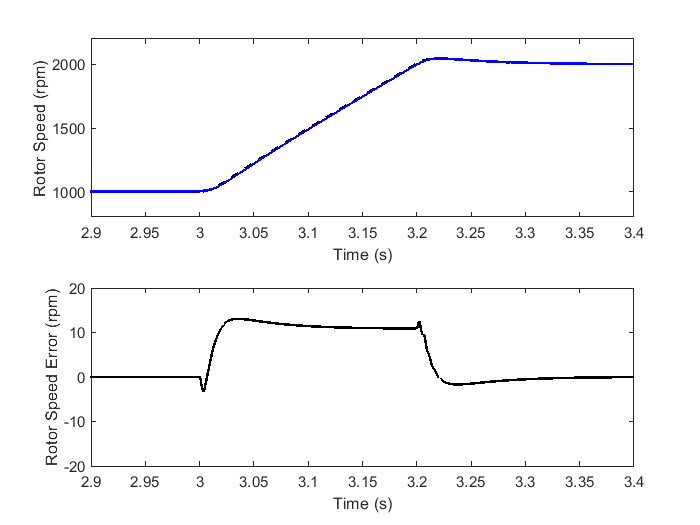 2000
1500
1000
Rotor Speed (rpm)
2.9 2.95 3 3.05 3.1 3.15 3.2 3.25 3.3 3.35 3.4
Time (s)
20
10
0
-10
-20
Rotor Speed Error (rpm)
2.9 2.95 3 3.05 3.1 3.15 3.2 3.25 3.3 3.35 3.4
Time (s)